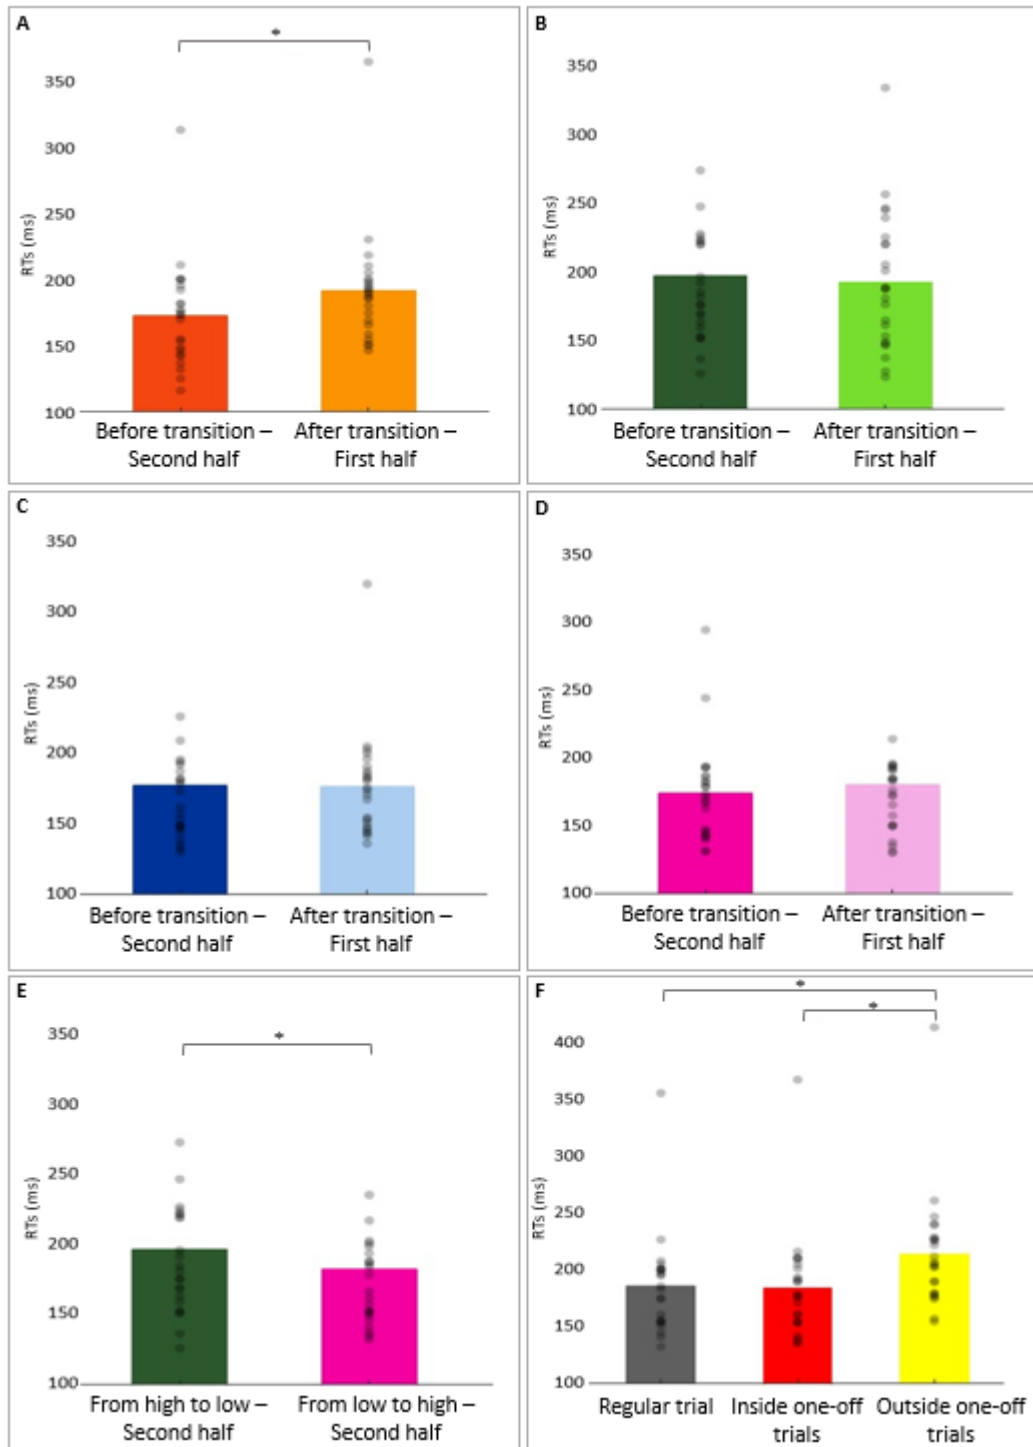 A
*
350
300
250
200
150
100
RTs (ms)
Before transition –
Second half
After transition –
First half
B
350
300
250
200
150
100
RTs (ms)
Before transition –
Second half
After transition –
First half
C
350
300
250
200
150
100
RTs (ms)
Before transition –
Second half
After transition –
First half
D
350
300
250
200
150
100
RTs (ms)
Before transition –
Second half
After transition –
First half
E
*
350
300
250
200
150
100
RTs (ms)
From high to low –
Second half
From low to high –
Second half
F
*
*
400
350
300
250
200
150
100
RTs (ms)
Regular trial
Inside one-off
trials
Outside one-off
trials